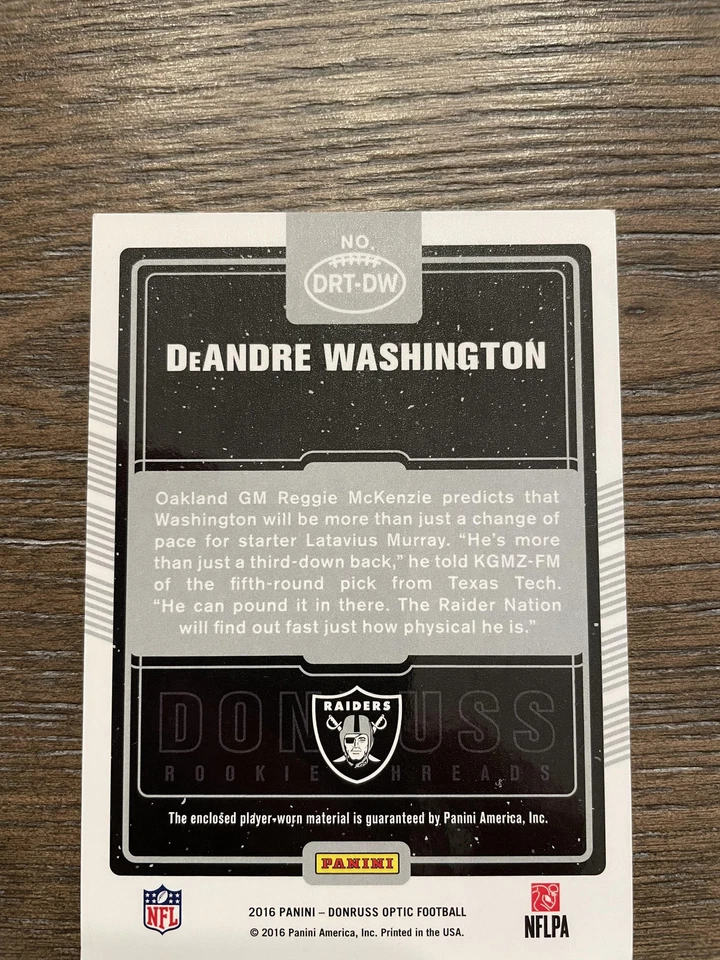 NO.
DRT-DW
DEANDRE WASHINGTON
Oakland GM Reggie McKenzie predicts that
Washington will be more than just a change of
pace for starter Latavius Murray. “He's more
than just a third-down back,” he told KGMZ-FM
of the fifth-round pick from Texas Tech.
“He can pound it in there. The Raider Nation
will find out fast just how physical he is.”
DONRUSS
RAIDERS
ROOKIE THREADS
The enclosed player-worn material is guaranteed by Panini America, Inc.
PANINI
NFL
2016 PANINI – DONRUSS OPTIC FOOTBALL
© 2016 Panini America, Inc. Printed in the USA.
NFLPA